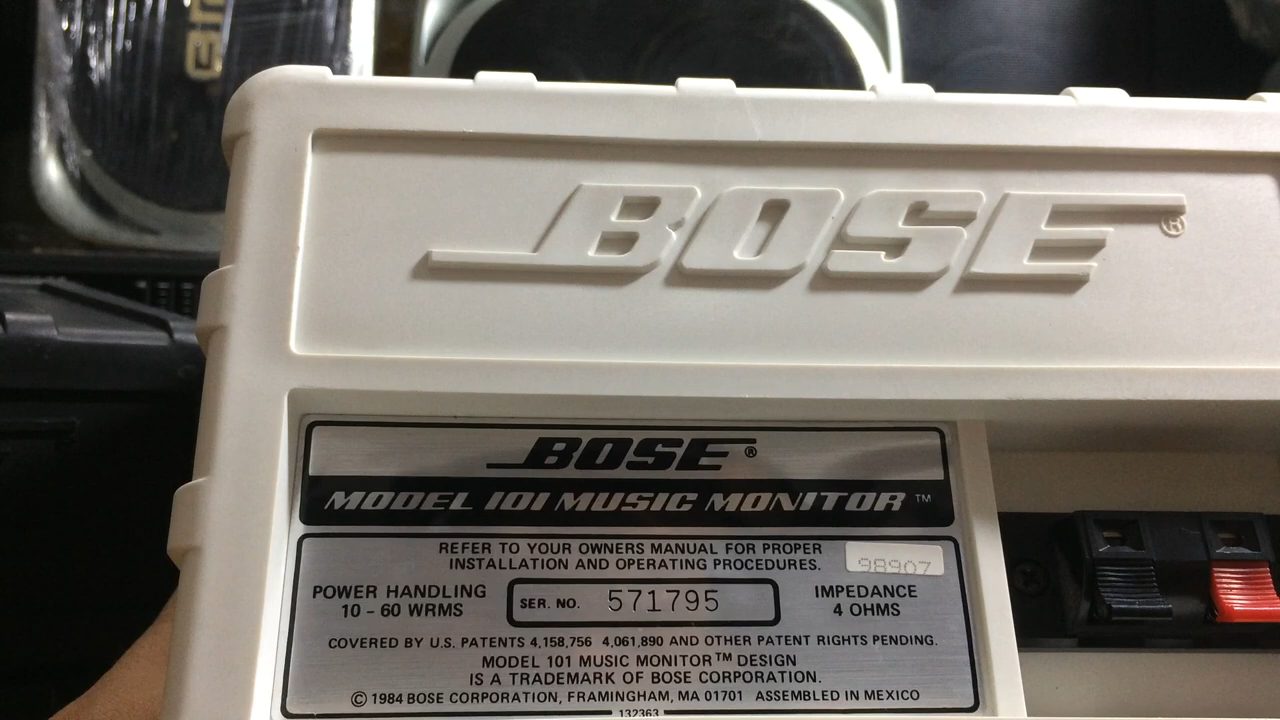 BOSE®
BOSE®
MODEL 101 MUSIC MONITOR™
REFER TO YOUR OWNERS MANUAL FOR PROPER
INSTALLATION AND OPERATING PROCEDURES.
98907
POWER HANDLING
10 - 60 WRMS
SER. NO. 571795
IMPEDANCE
4 OHMS
COVERED BY U.S. PATENTS 4,158,756 4,061,890 AND OTHER PATENT RIGHTS PENDING.
MODEL 101 MUSIC MONITOR™ DESIGN
IS A TRADEMARK OF BOSE CORPORATION.
© 1984 BOSE CORPORATION, FRAMINGHAM, MA 01701 ASSEMBLED IN MEXICO
132363